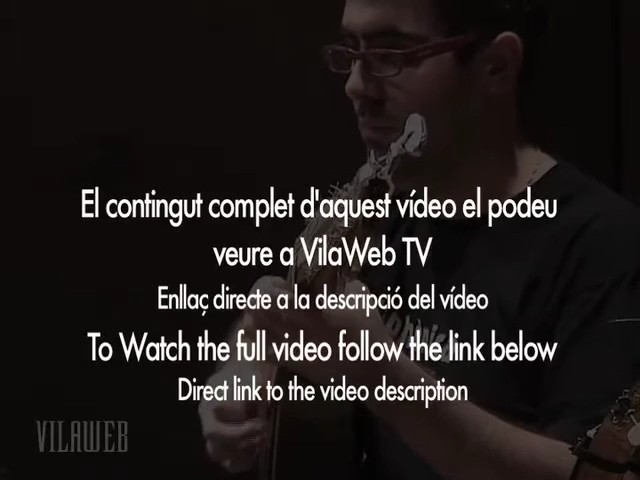 El contingut complet d'aquest vídeo el podeu
veure a VilaWeb TV
Enllaç directe a la descripció del vídeo
To Watch the full video follow the link below
Direct link to the video description
VILAWEB